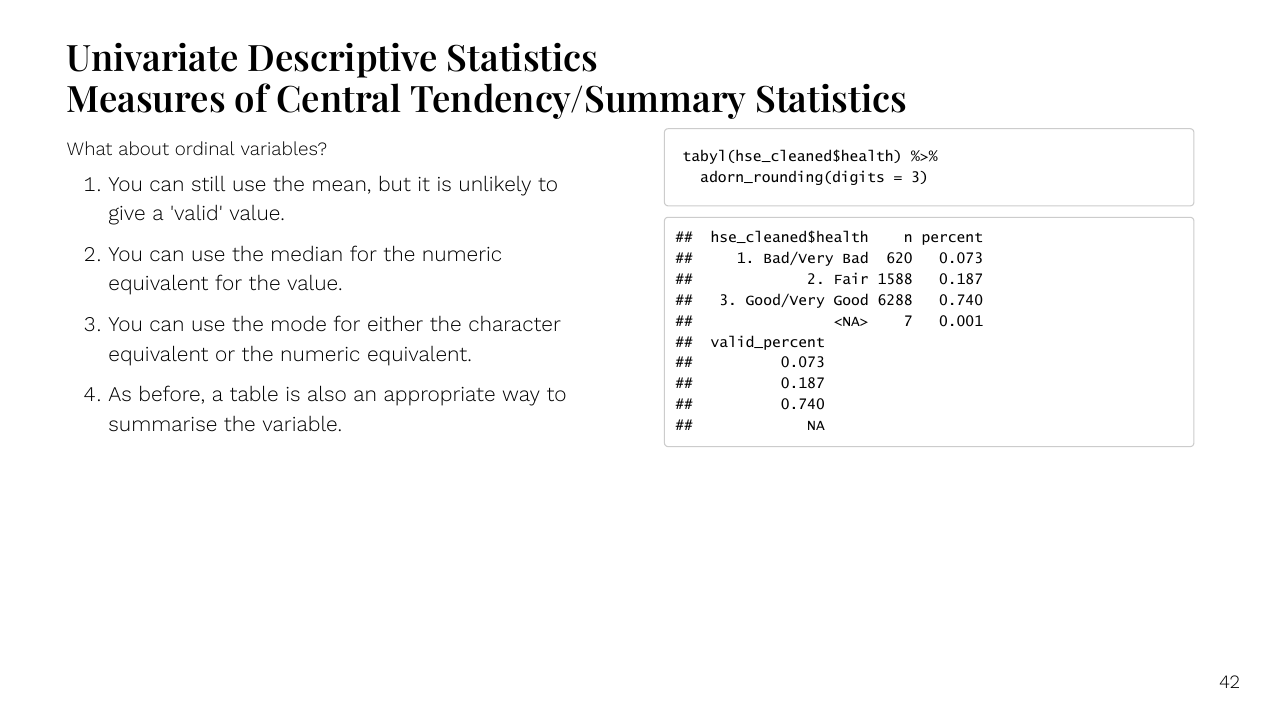 Univariate Descriptive Statistics
Measures of Central Tendency/Summary Statistics
What about ordinal variables?
1. You can still use the mean, but it is unlikely to
give a 'valid' value.
2. You can use the median for the numeric
equivalent for the value.
3. You can use the mode for either the character
equivalent or the numeric equivalent.
4. As before, a table is also an appropriate way to
summarise the variable.
tabyl(hse_cleaned$health) %>%
  adorn_rounding(digits = 3)
##  hse_cleaned$health    n percent
##     1. Bad/Very Bad  620   0.073
##             2. Fair 1588   0.187
##   3. Good/Very Good 6288   0.740
##                <NA>    7   0.001
##  valid_percent
##          0.073
##          0.187
##          0.740
##             NA
42